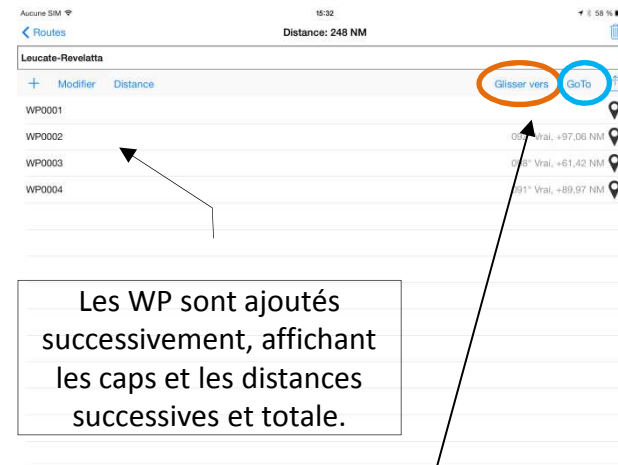 Aucune SIM 15:32 58 %
Routes Distance: 248 NM
Leucate-Revelatta
+ Modifier Distance Glisser vers GoTo
WP0001
WP0002 Vrai, +97,06 NM
WP0003 Vrai, +61,42 NM
WP0004 091° Vrai, +89,97 NM
Les WP sont ajoutés
successivement, affichant
les caps et les distances
successives et totale.